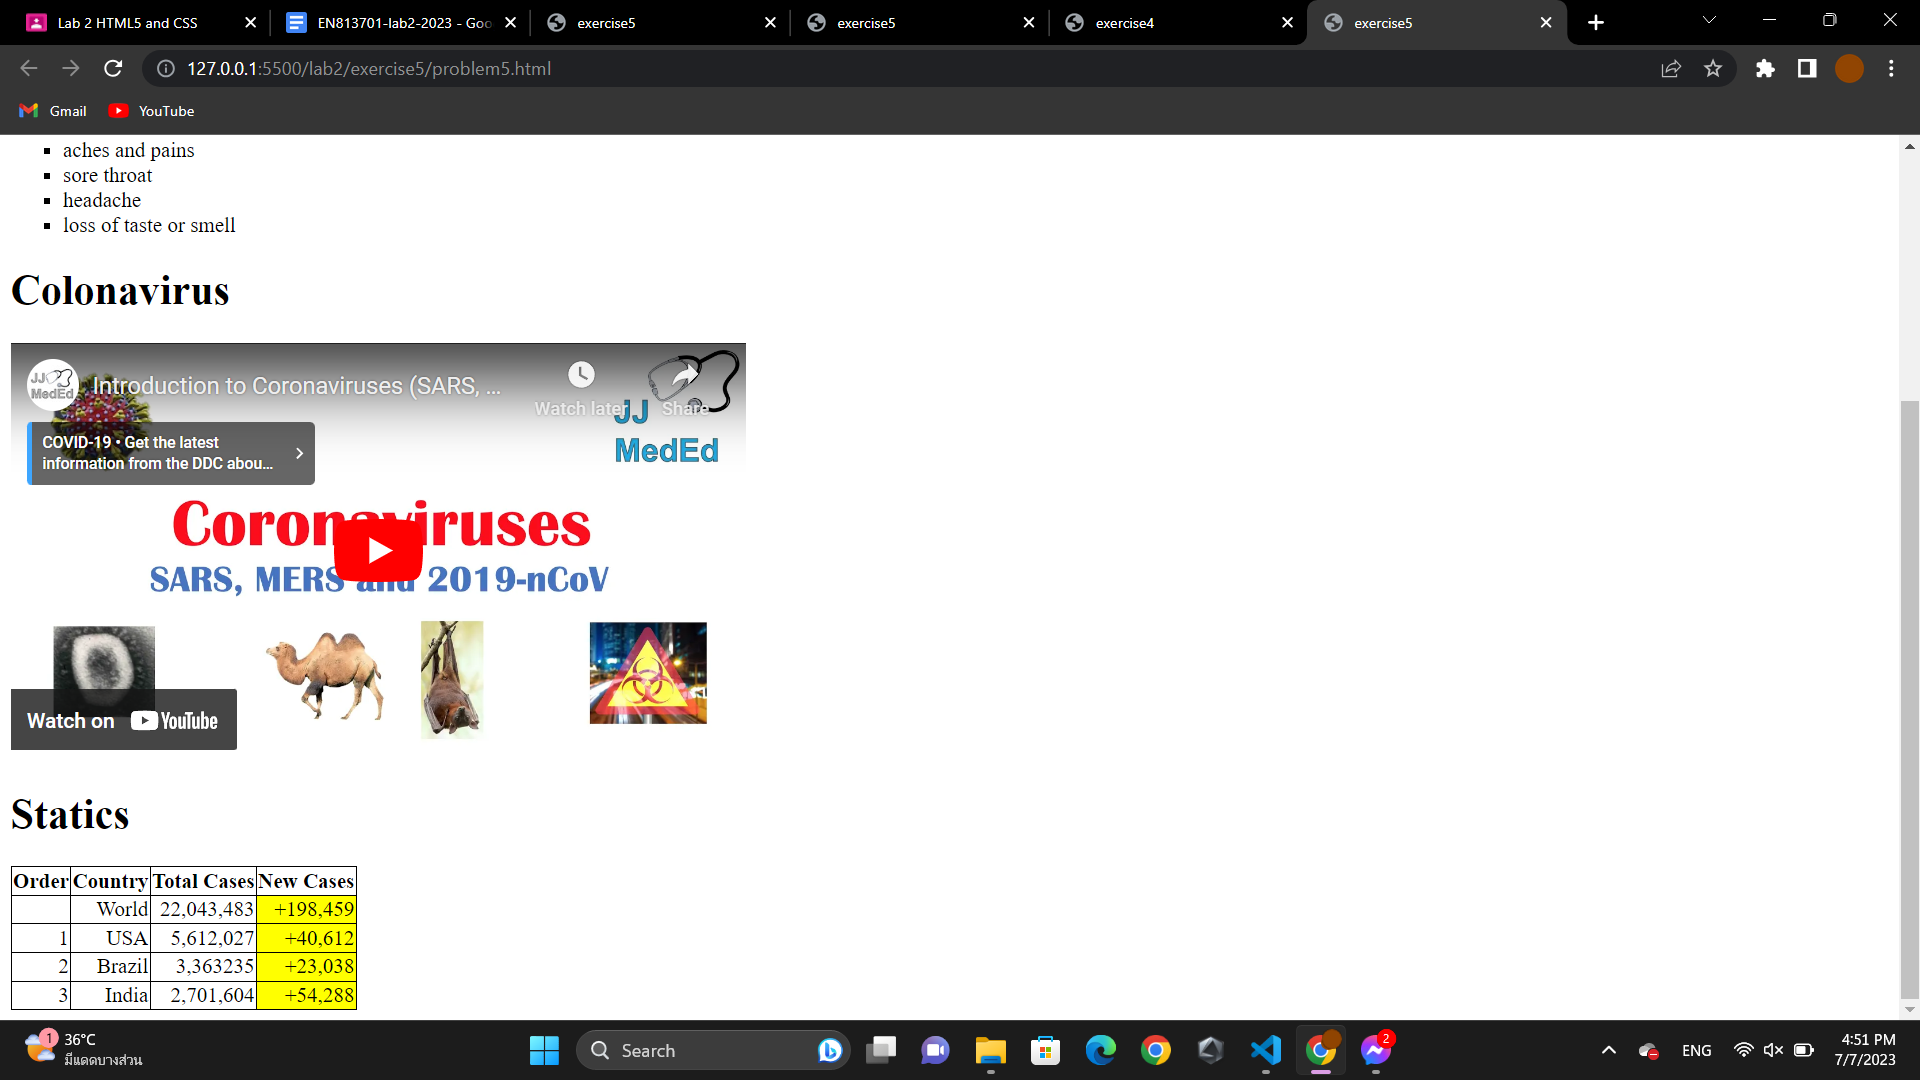 Lab 2 HTML5 and CSS
EN813701-lab2-2023 - Goo
exercise5
exercise5
exercise4
exercise5
127.0.0.1:5500/lab2/exercise5/problem5.html
Gmail
YouTube
aches and pains
sore throat
headache
loss of taste or smell
Colonavirus
JJ MedEd
Introduction to Coronaviruses (SARS, ...
Watch later
Share
JJ
MedEd
COVID-19 • Get the latest
information from the DDC abou...
Coronaviruses
SARS, MERS and 2019-nCoV
Watch on YouTube
Statics
Order Country Total Cases New Cases
World 22,043,483 +198,459
1 USA 5,612,027 +40,612
2 Brazil 3,363235 +23,038
3 India 2,701,604 +54,288
1
36°C
มีแดดบางส่วน
Search
2
ENG
4:51 PM
7/7/2023